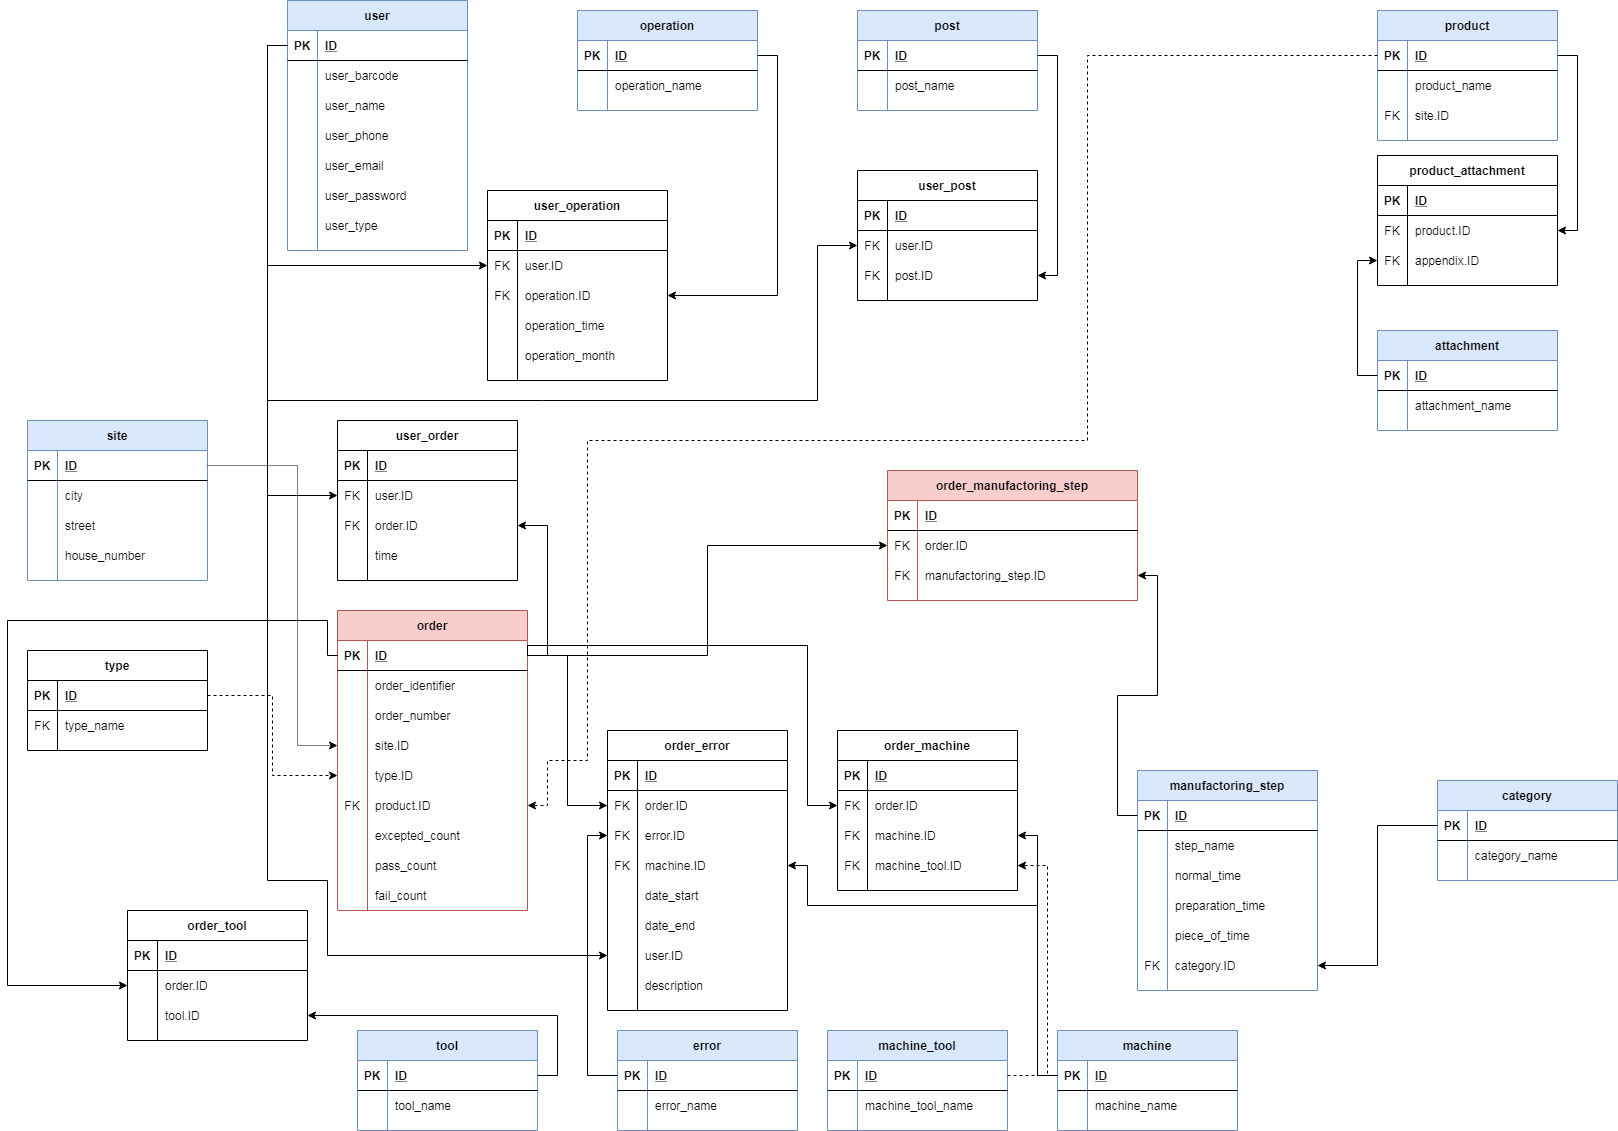 user
PK ID
user_barcode
user_name
user_phone
user_email
user_password
user_type
operation
PK ID
operation_name
post
PK ID
post_name
product
PK ID
product_name
FK site.ID
user_operation
PK ID
FK user.ID
FK operation.ID
operation_time
operation_month
user_post
PK ID
FK user.ID
FK post.ID
product_attachment
PK ID
FK product.ID
FK appendix.ID
attachment
PK ID
attachment_name
site
PK ID
city
street
house_number
user_order
PK ID
FK user.ID
FK order.ID
time
order_manufactoring_step
PK ID
FK order.ID
FK manufactoring_step.ID
type
PK ID
FK type_name
order
PK ID
order_identifier
order_number
site.ID
type.ID
FK product.ID
excepted_count
pass_count
fail_count
order_error
PK ID
FK order.ID
FK error.ID
FK machine.ID
date_start
date_end
user.ID
description
order_machine
PK ID
FK order.ID
FK machine.ID
FK machine_tool.ID
manufactoring_step
PK ID
step_name
normal_time
preparation_time
piece_of_time
FK category.ID
category
PK ID
category_name
order_tool
PK ID
order.ID
tool.ID
tool
PK ID
tool_name
error
PK ID
error_name
machine_tool
PK ID
machine_tool_name
machine
PK ID
machine_name